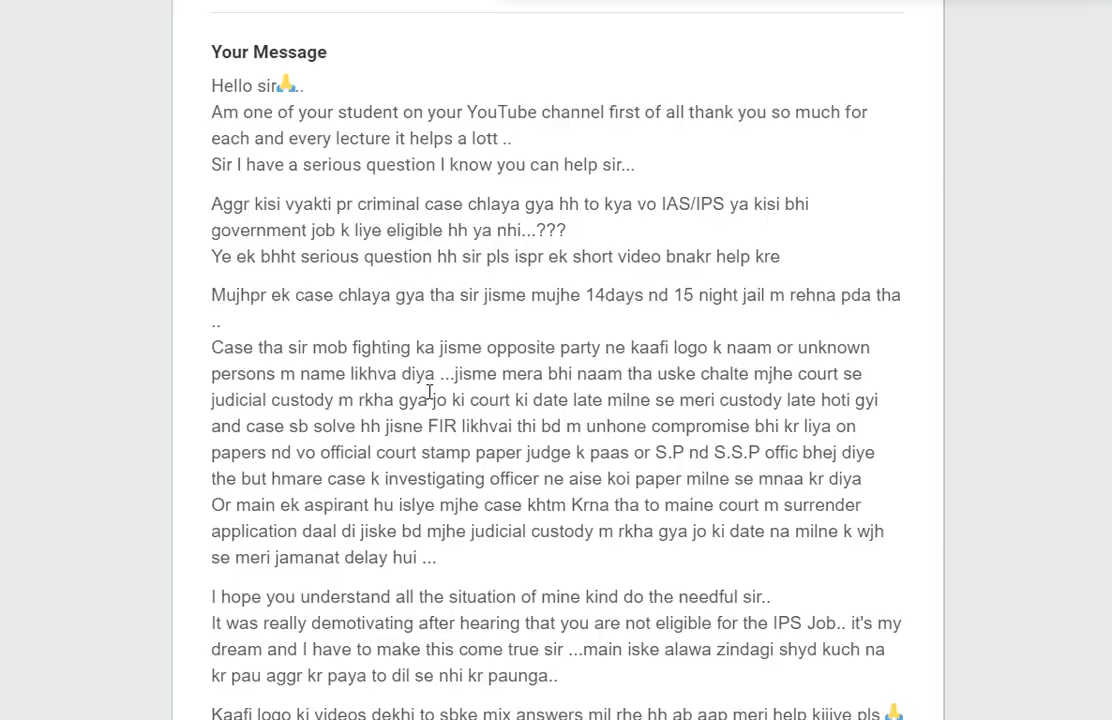 Your Message
Hello sir🙏..
Am one of your student on your YouTube channel first of all thank you so much for
each and every lecture it helps a lott ..
Sir I have a serious question I know you can help sir...
Aggr kisi vyakti pr criminal case chlaya gya hh to kya vo IAS/IPS ya kisi bhi
government job k liye eligible hh ya nhi...???
Ye ek bhht serious question hh sir pls ispr ek short video bnakr help kre
Mujhpr ek case chlaya gya tha sir jisme mujhe 14days nd 15 night jail m rehna pda tha
..
Case tha sir mob fighting ka jisme opposite party ne kaafi logo k naam or unknown
persons m name likhva diya ...jisme mera bhi naam tha uske chalte mjhe court se
judicial custody m rkha gya jo ki court ki date late milne se meri custody late hoti gyi
and case sb solve hh jisne FIR likhvai thi bd m unhone compromise bhi kr liya on
papers nd vo official court stamp paper judge k paas or S.P nd S.S.P offic bhej diye
the but hmare case k investigating officer ne aise koi paper milne se mnaa kr diya
Or main ek aspirant hu islye mjhe case khtm Krna tha to maine court m surrender
application daal di jiske bd mjhe judicial custody m rkha gya jo ki date na milne k wjh
se meri jamanat delay hui ...
I hope you understand all the situation of mine kind do the needful sir..
It was really demotivating after hearing that you are not eligible for the IPS Job.. it's my
dream and I have to make this come true sir ...main iske alawa zindagi shyd kuch na
kr pau aggr kr paya to dil se nhi kr paunga..
Kaafi logo ki videos dekhi to sbke mix answers mil rhe hh ab aap meri help kijiye pls 🙏